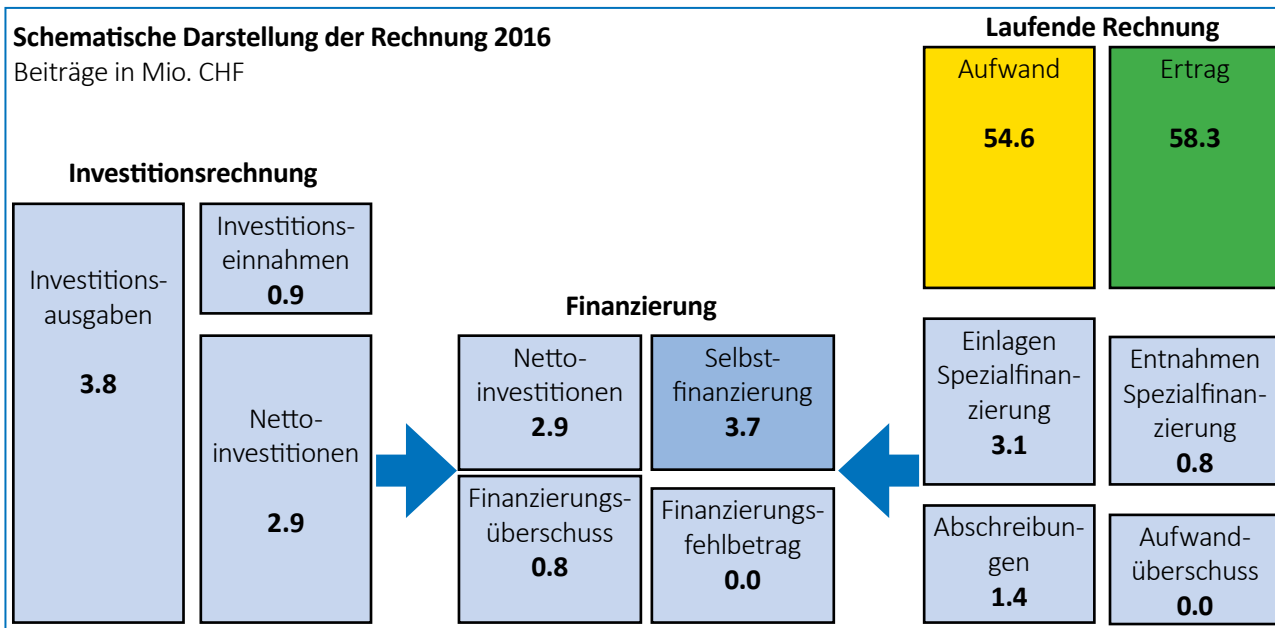 Schematische Darstellung der Rechnung 2016
Beiträge in Mio. CHF
Investitionsrechnung
Investitions-
ausgaben
3.8
Investitions-
einnahmen
0.9
Netto-
investitionen
2.9
Finanzierung
Netto-
investitionen
2.9
Selbst-
finanzierung
3.7
Finanzierungs-
überschuss
0.8
Finanzierungs-
fehlbetrag
0.0
Laufende Rechnung
Aufwand
54.6
Ertrag
58.3
Einlagen
Spezialfinan-
zierung
3.1
Entnahmen
Spezialfinan-
zierung
0.8
Abschreibun-
gen
1.4
Aufwand-
überschuss
0.0